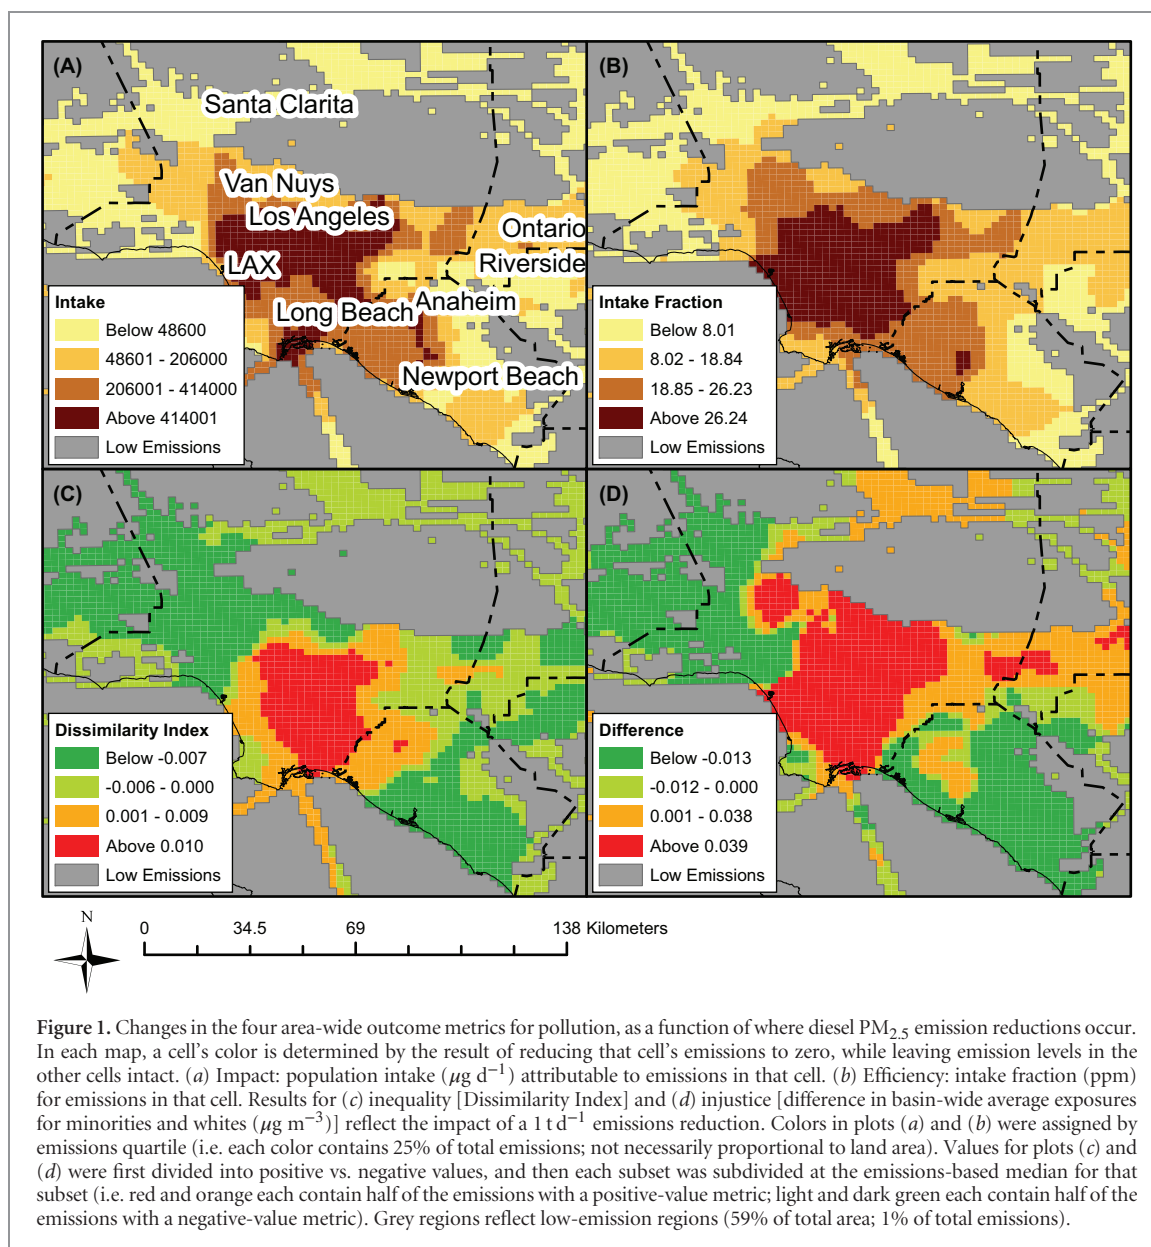 (A)
Santa Clarita
Van Nuys
Los Angeles
Ontario
LAX
Riverside
Anaheim
Long Beach
Newport Beach
Intake
Below 48600
48601 - 206000
206001 - 414000
Above 414001
Low Emissions
(B)
Intake Fraction
Below 8.01
8.02 - 18.84
18.85 - 26.23
Above 26.24
Low Emissions
(C)
Dissimilarity Index
Below -0.007
-0.006 - 0.000
0.001 - 0.009
Above 0.010
Low Emissions
(D)
Difference
Below -0.013
-0.012 - 0.000
0.001 - 0.038
Above 0.039
Low Emissions
N
0 34.5 69 138 Kilometers
Figure 1. Changes in the four area-wide outcome metrics for pollution, as a function of where diesel PM2.5 emission reductions occur.
In each map, a cell's color is determined by the result of reducing that cell's emissions to zero, while leaving emission levels in the
other cells intact. (a) Impact: population intake (μg d−1) attributable to emissions in that cell. (b) Efficiency: intake fraction (ppm)
for emissions in that cell. Results for (c) inequality [Dissimilarity Index] and (d) injustice [difference in basin-wide average exposures
for minorities and whites (μg m−3)] reflect the impact of a 1 t d−1 emissions reduction. Colors in plots (a) and (b) were assigned by
emissions quartile (i.e. each color contains 25% of total emissions; not necessarily proportional to land area). Values for plots (c) and
(d) were first divided into positive vs. negative values, and then each subset was subdivided at the emissions-based median for that
subset (i.e. red and orange each contain half of the emissions with a positive-value metric; light and dark green each contain half of the
emissions with a negative-value metric). Grey regions reflect low-emission regions (59% of total area; 1% of total emissions).